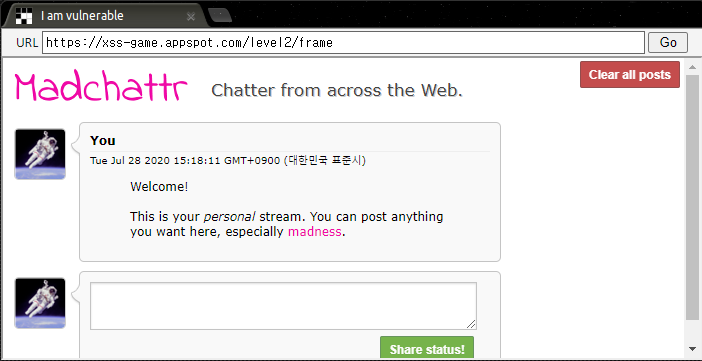 I am vulnerable
URL https://xss-game.appspot.com/level2/frame Go
Madchattr Chatter from across the Web. Clear all posts
You
Tue Jul 28 2020 15:18:11 GMT+0900 (대한민국 표준시)
Welcome!
This is your personal stream. You can post anything
you want here, especially madness.
Share status!